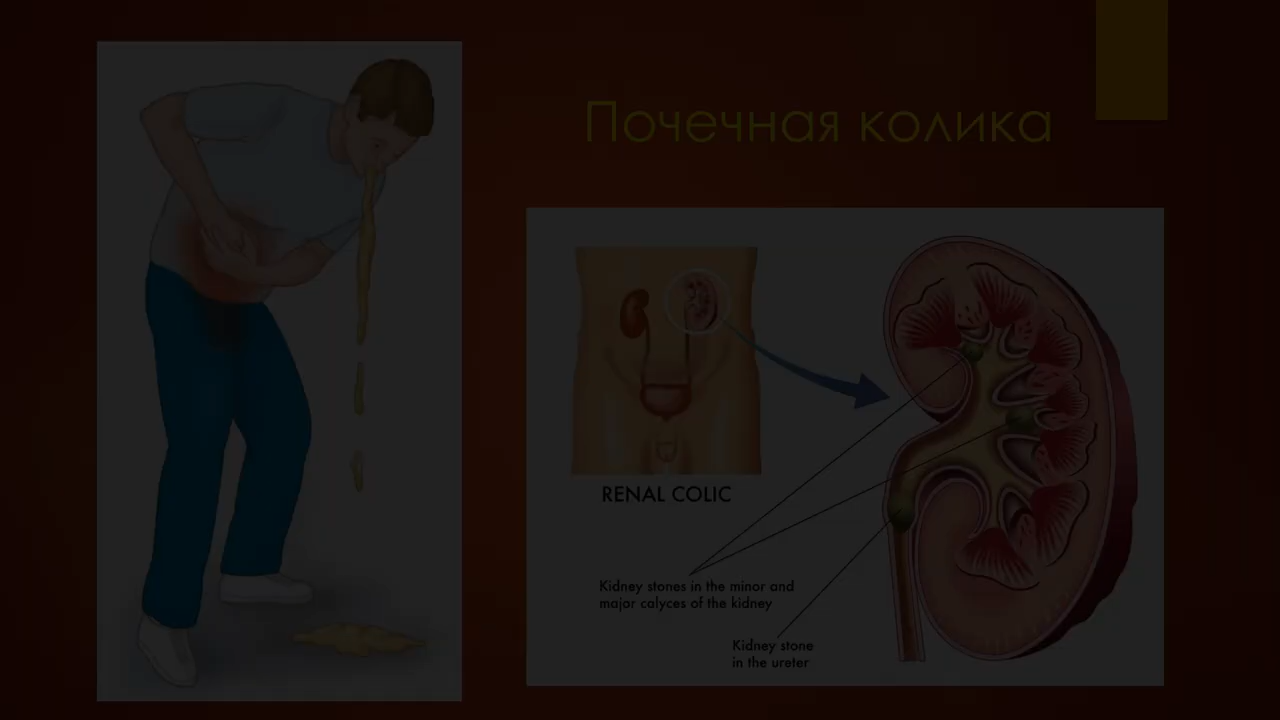 Почечная колика
RENAL COLIC
Kidney stones in the minor and
major calyces of the kidney
Kidney stone
in the ureter